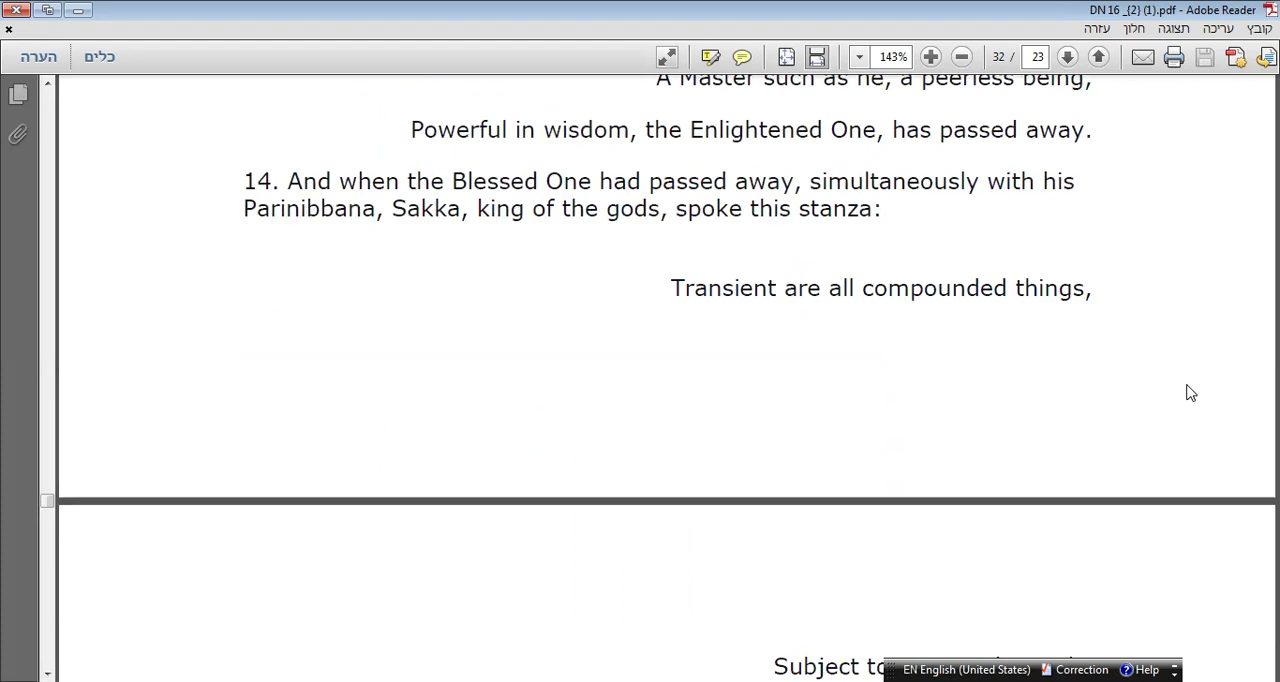 DN 16 _{2} (1).pdf - Adobe Reader
קובץ עריכה תצוגה חלון עזרה
הערה כלים 143% 32 / 23
A Master such as he, a peerless being,
Powerful in wisdom, the Enlightened One, has passed away.
14. And when the Blessed One had passed away, simultaneously with his
Parinibbana, Sakka, king of the gods, spoke this stanza:
Transient are all compounded things,
Subject to
EN English (United States) Correction Help